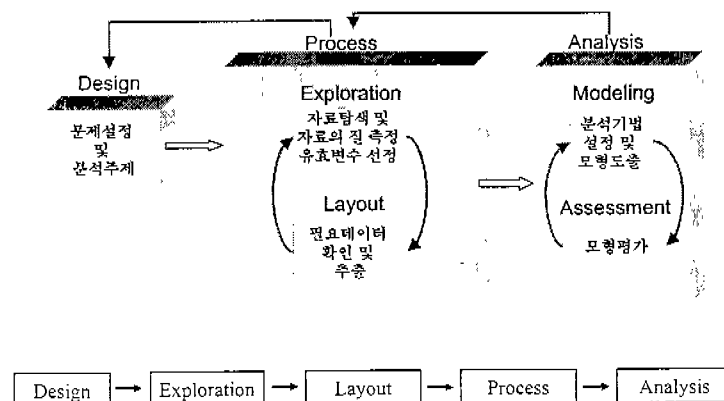 Process
Analysis
Design
Exploration
Modeling
문제설정
및
분석주제
자료탐색 및
자료의 질 측정
유효변수 선정
분석기법
설정 및
모형도출
Layout
Assessment
필요데이터
확인 및
추출
모형평가
Design
Exploration
Layout
Process
Analysis